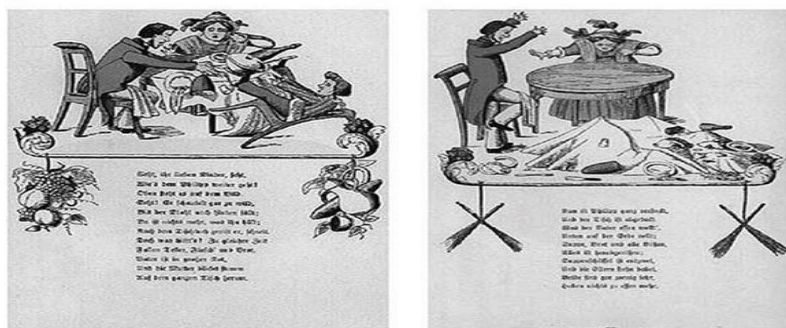 Seht, ihr lieben Kinder, seht,
Wie's dem Philipp weiter geht!
Oben steht es auf dem Bild.
Seht! Er schaukelt gar zu wild,
Bis der Stuhl nach hinten fällt;
Da ist nichts mehr, was ihn hält;
Nach dem Tischtuch greift er, schreit.
Doch was hilft's? Zu gleicher Zeit
Fallen Teller, Flasch' und Brot,
Vater ist in großer Not,
Und die Mutter blicket stumm
Auf dem ganzen Tisch herum.
Nun ist Philipp ganz versteckt,
Und der Tisch ist abgedeckt.
Was der Vater essen wollt',
Unten auf der Erde rollt;
Suppe, Brot und alle Bissen,
Alles ist herabgerissen;
Suppenschüssel ist entzwei,
Und die Eltern stehn dabei.
Beide sind gar zornig sehr,
Haben nichts zu essen mehr.